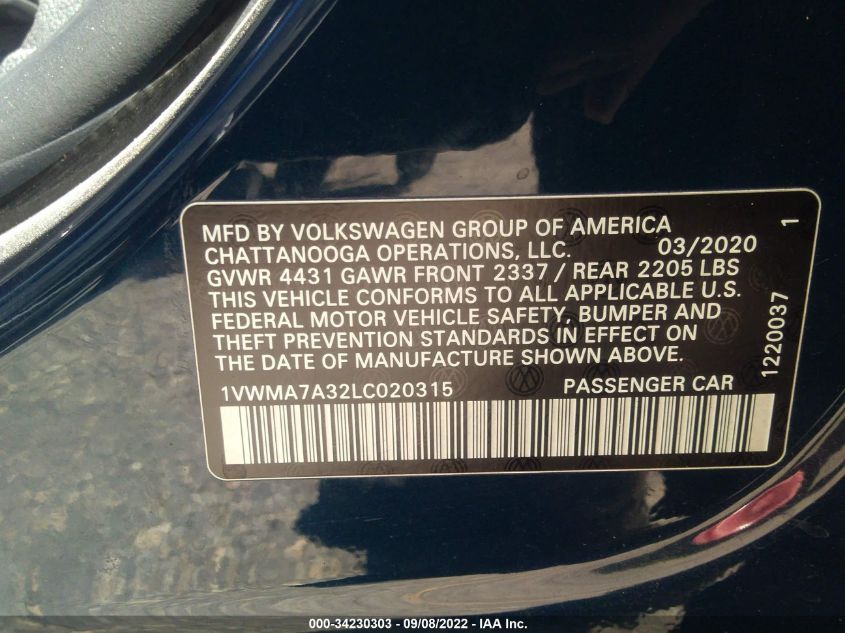 MFD BY VOLKSWAGEN GROUP OF AMERICA
CHATTANOOGA OPERATIONS, LLC. 03/2020
GVWR 4431 GAWR FRONT 2337 / REAR 2205 LBS
THIS VEHICLE CONFORMS TO ALL APPLICABLE U.S.
FEDERAL MOTOR VEHICLE SAFETY, BUMPER AND
THEFT PREVENTION STANDARDS IN EFFECT ON
THE DATE OF MANUFACTURE SHOWN ABOVE.
1VWMA7A32LC020315 PASSENGER CAR
1220037 1
000-34230303 - 09/08/2022 - IAA Inc.